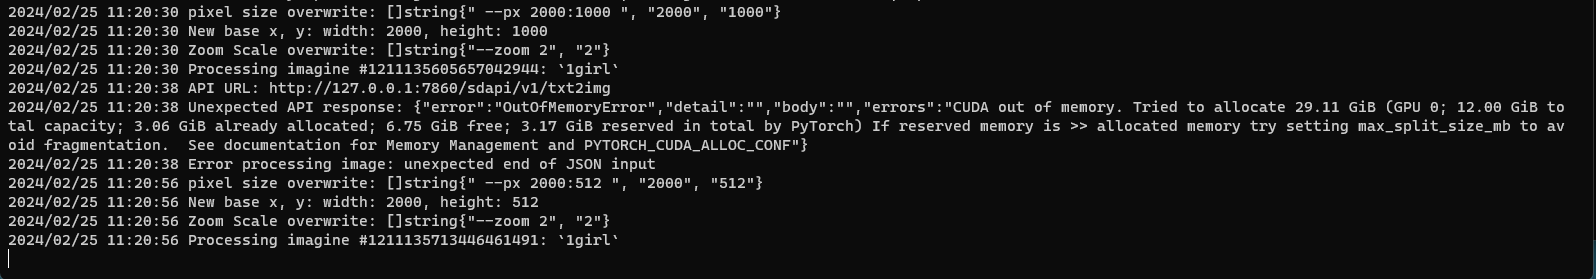 2024/02/25 11:20:30 pixel size overwrite: []string{" --px 2000:1000 ", "2000", "1000"}
2024/02/25 11:20:30 New base x, y: width: 2000, height: 1000
2024/02/25 11:20:30 Zoom Scale overwrite: []string{"--zoom 2", "2"}
2024/02/25 11:20:30 Processing imagine #1211135605657042944: `1girl`
2024/02/25 11:20:38 API URL: http://127.0.0.1:7860/sdapi/v1/txt2img
2024/02/25 11:20:38 Unexpected API response: {"error":"OutOfMemoryError","detail":"","body":"","errors":"CUDA out of memory. Tried to allocate 29.11 GiB (GPU 0; 12.00 GiB to
tal capacity; 3.06 GiB already allocated; 6.75 GiB free; 3.17 GiB reserved in total by PyTorch) If reserved memory is >> allocated memory try setting max_split_size_mb to av
oid fragmentation.  See documentation for Memory Management and PYTORCH_CUDA_ALLOC_CONF"}
2024/02/25 11:20:38 Error processing image: unexpected end of JSON input
2024/02/25 11:20:56 pixel size overwrite: []string{" --px 2000:512 ", "2000", "512"}
2024/02/25 11:20:56 New base x, y: width: 2000, height: 512
2024/02/25 11:20:56 Zoom Scale overwrite: []string{"--zoom 2", "2"}
2024/02/25 11:20:56 Processing imagine #1211135713446461491: `1girl`